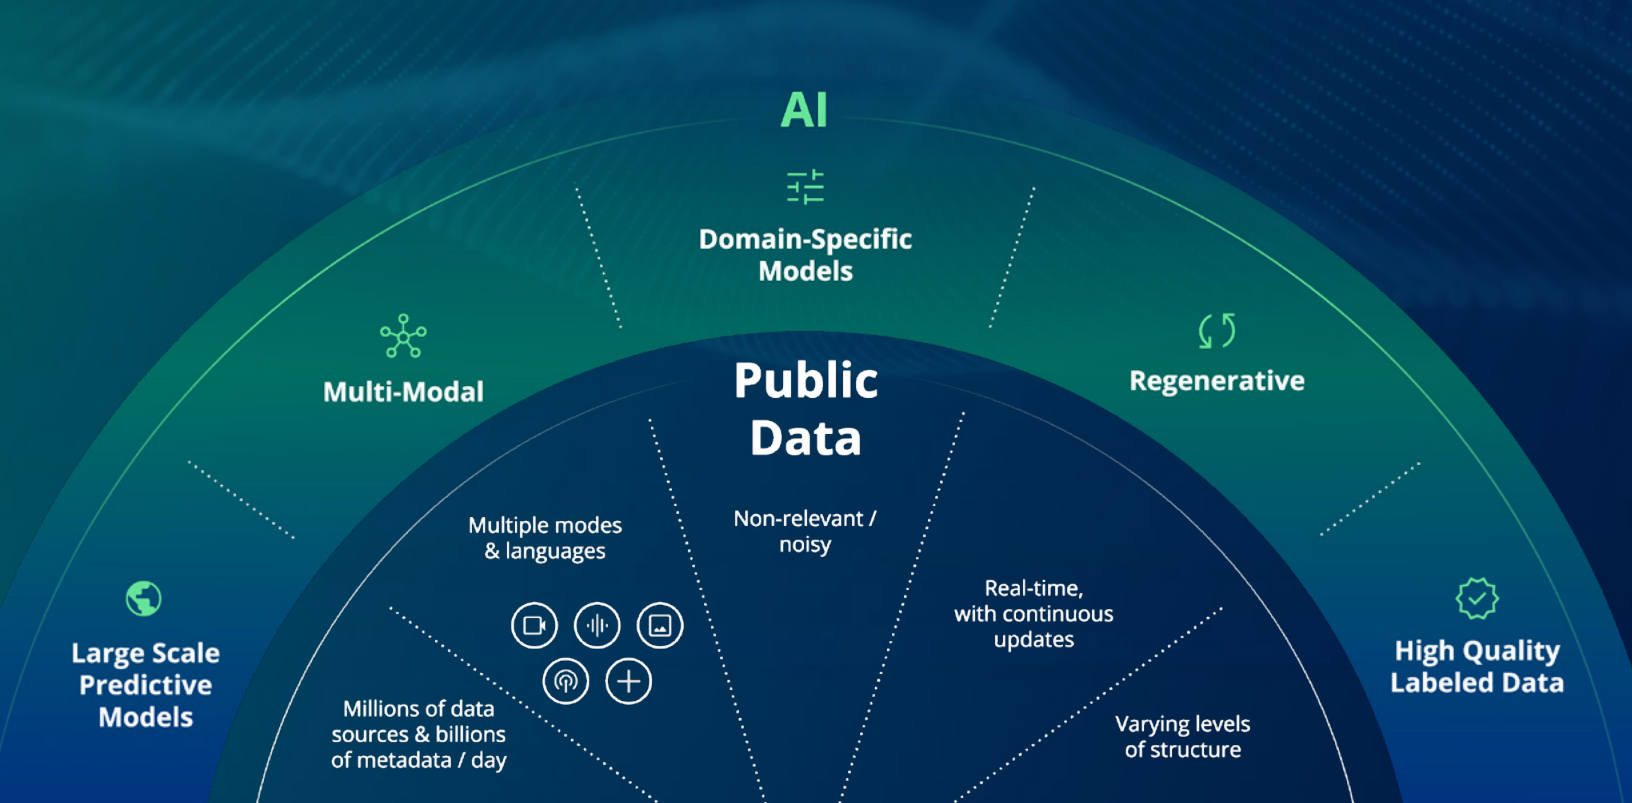 AI
Domain-Specific
Models
Multi-Modal
Regenerative
Large Scale
Predictive
Models
High Quality
Labeled Data
Public
Data
Multiple modes
& languages
Non-relevant /
noisy
Real-time,
with continuous
updates
Millions of data
sources & billions
of metadata / day
Varying levels
of structure